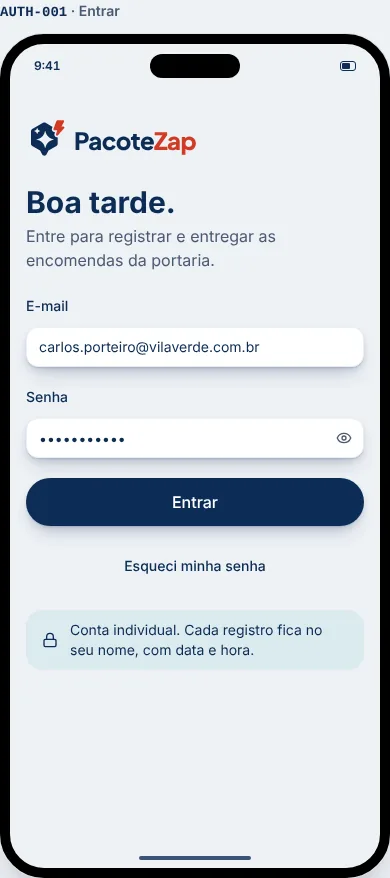 AUTH-001 · Entrar
9:41
PacoteZap
Boa tarde.
Entre para registrar e entregar as
encomendas da portaria.
E-mail
carlos.porteiro@vilaverde.com.br
Senha
•••••••••••
Entrar
Esqueci minha senha
Conta individual. Cada registro fica no
seu nome, com data e hora.